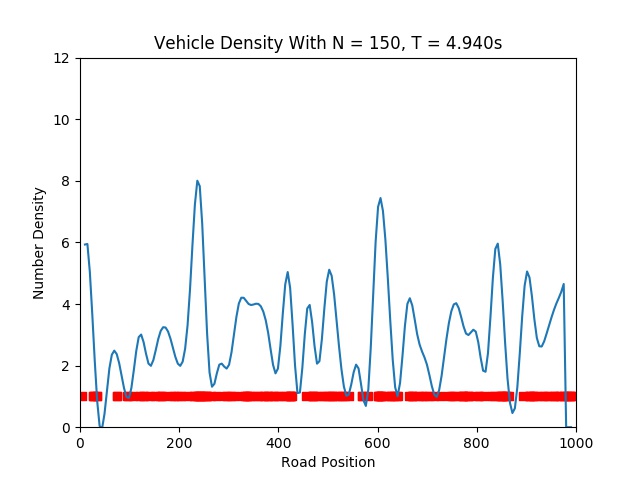 Vehicle Density With N = 150, T = 4.940s
12
10
8
6
4
2
0
Number Density
0 200 400 600 800 1000
Road Position